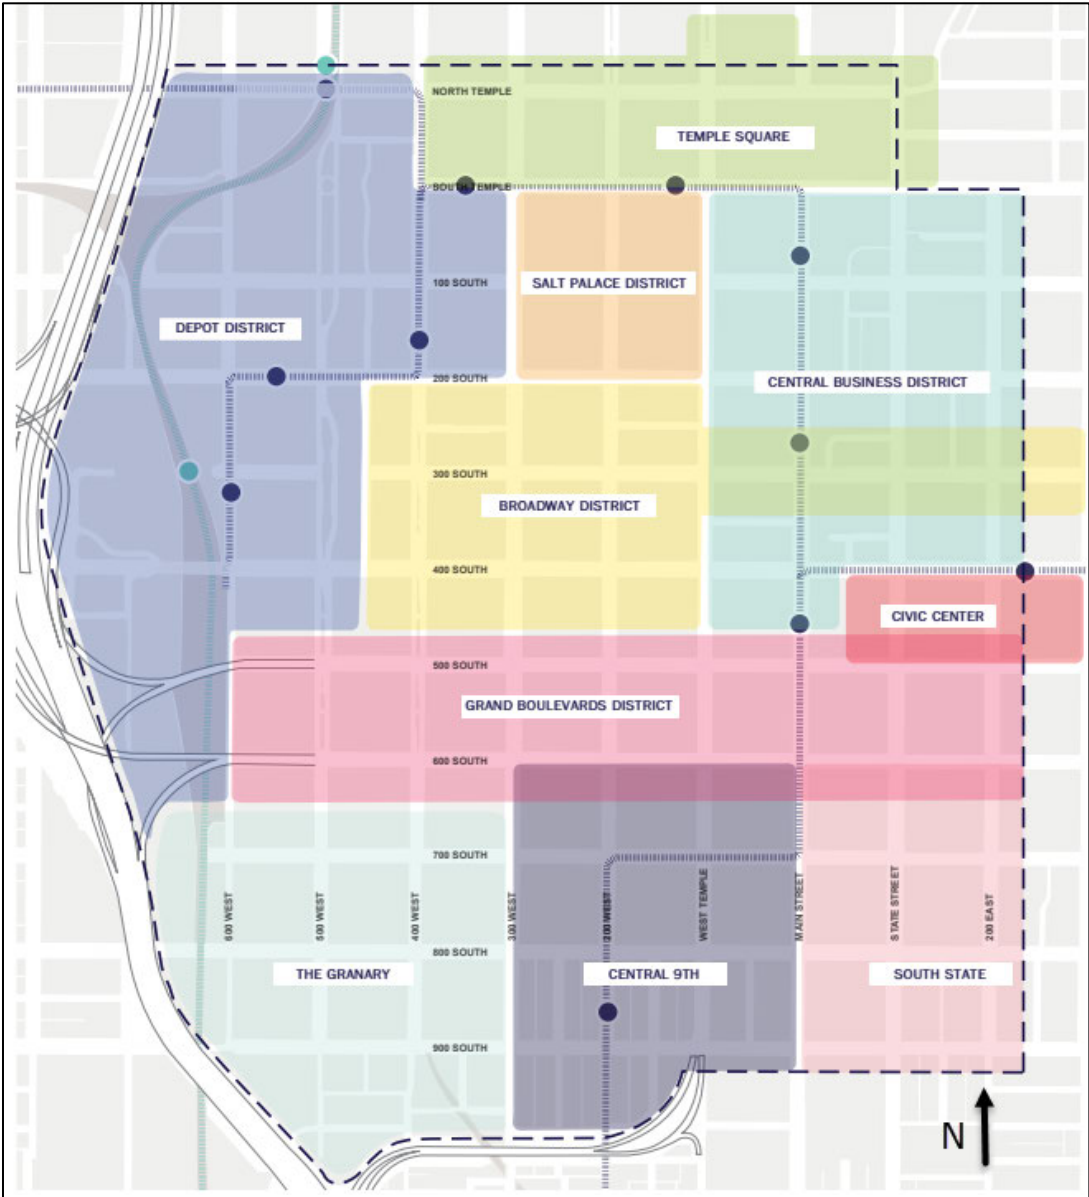 NORTH TEMPLE
TEMPLE SQUARE
SOUTH TEMPLE
100 SOUTH
SALT PALACE DISTRICT
DEPOT DISTRICT
200 SOUTH
CENTRAL BUSINESS DISTRICT
300 SOUTH
BROADWAY DISTRICT
400 SOUTH
CIVIC CENTER
500 SOUTH
GRAND BOULEVARDS DISTRICT
600 SOUTH
700 SOUTH
600 WEST
500 WEST
400 WEST
300 WEST
200 WEST
WEST TEMPLE
MAIN STREET
STATE STREET
200 EAST
800 SOUTH
THE GRANARY
CENTRAL 9TH
SOUTH STATE
900 SOUTH
N